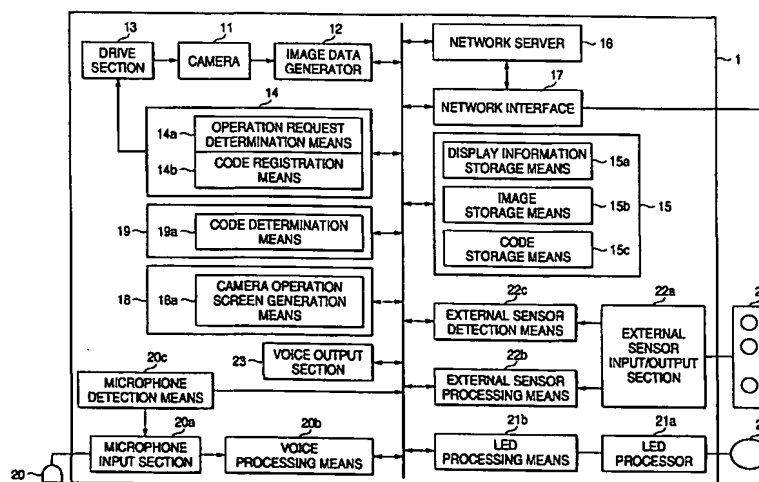 13
11
12
DRIVE
SECTION
CAMERA
IMAGE DATA
GENERATOR
NETWORK SERVER
16
1
17
NETWORK INTERFACE
14
14a
OPERATION REQUEST
DETERMINATION MEANS
14b
CODE REGISTRATION
MEANS
DISPLAY INFORMATION
STORAGE MEANS
15a
IMAGE
STORAGE MEANS
15b
15
CODE
STORAGE MEANS
15c
19
19a
CODE DETERMINATION
MEANS
18
18a
CAMERA OPERATION
SCREEN GENERATION
MEANS
22c
EXTERNAL SENSOR
DETECTION MEANS
22a
EXTERNAL
SENSOR
INPUT/OUTPUT
SECTION
23
VOICE OUTPUT
SECTION
22b
EXTERNAL SENSOR
PROCESSING MEANS
20c
MICROPHONE
DETECTION MEANS
20a
MICROPHONE
INPUT SECTION
20b
VOICE
PROCESSING MEANS
21b
LED
PROCESSING MEANS
21a
LED
PROCESSOR
20